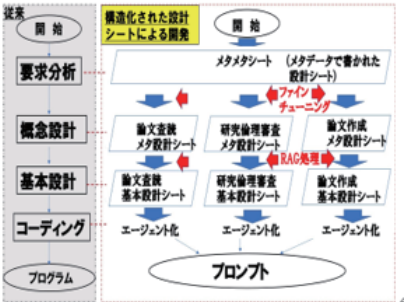 従来
開 始
要求分析
概念設計
基本設計
コーディング
プログラム
構造化された設計
シートによる開発
開 始
メタメタシート (メタデータで書かれた
設計シート)
ファイン
チューニング
論文査読
メタ設計シート
研究倫理審査
メタ設計シート
論文作成
メタ設計シート
RAG処理
論文査読
基本設計シート
研究倫理審査
基本設計シート
論文作成
基本設計シート
エージェント化
エージェント化
エージェント化
プロンプト